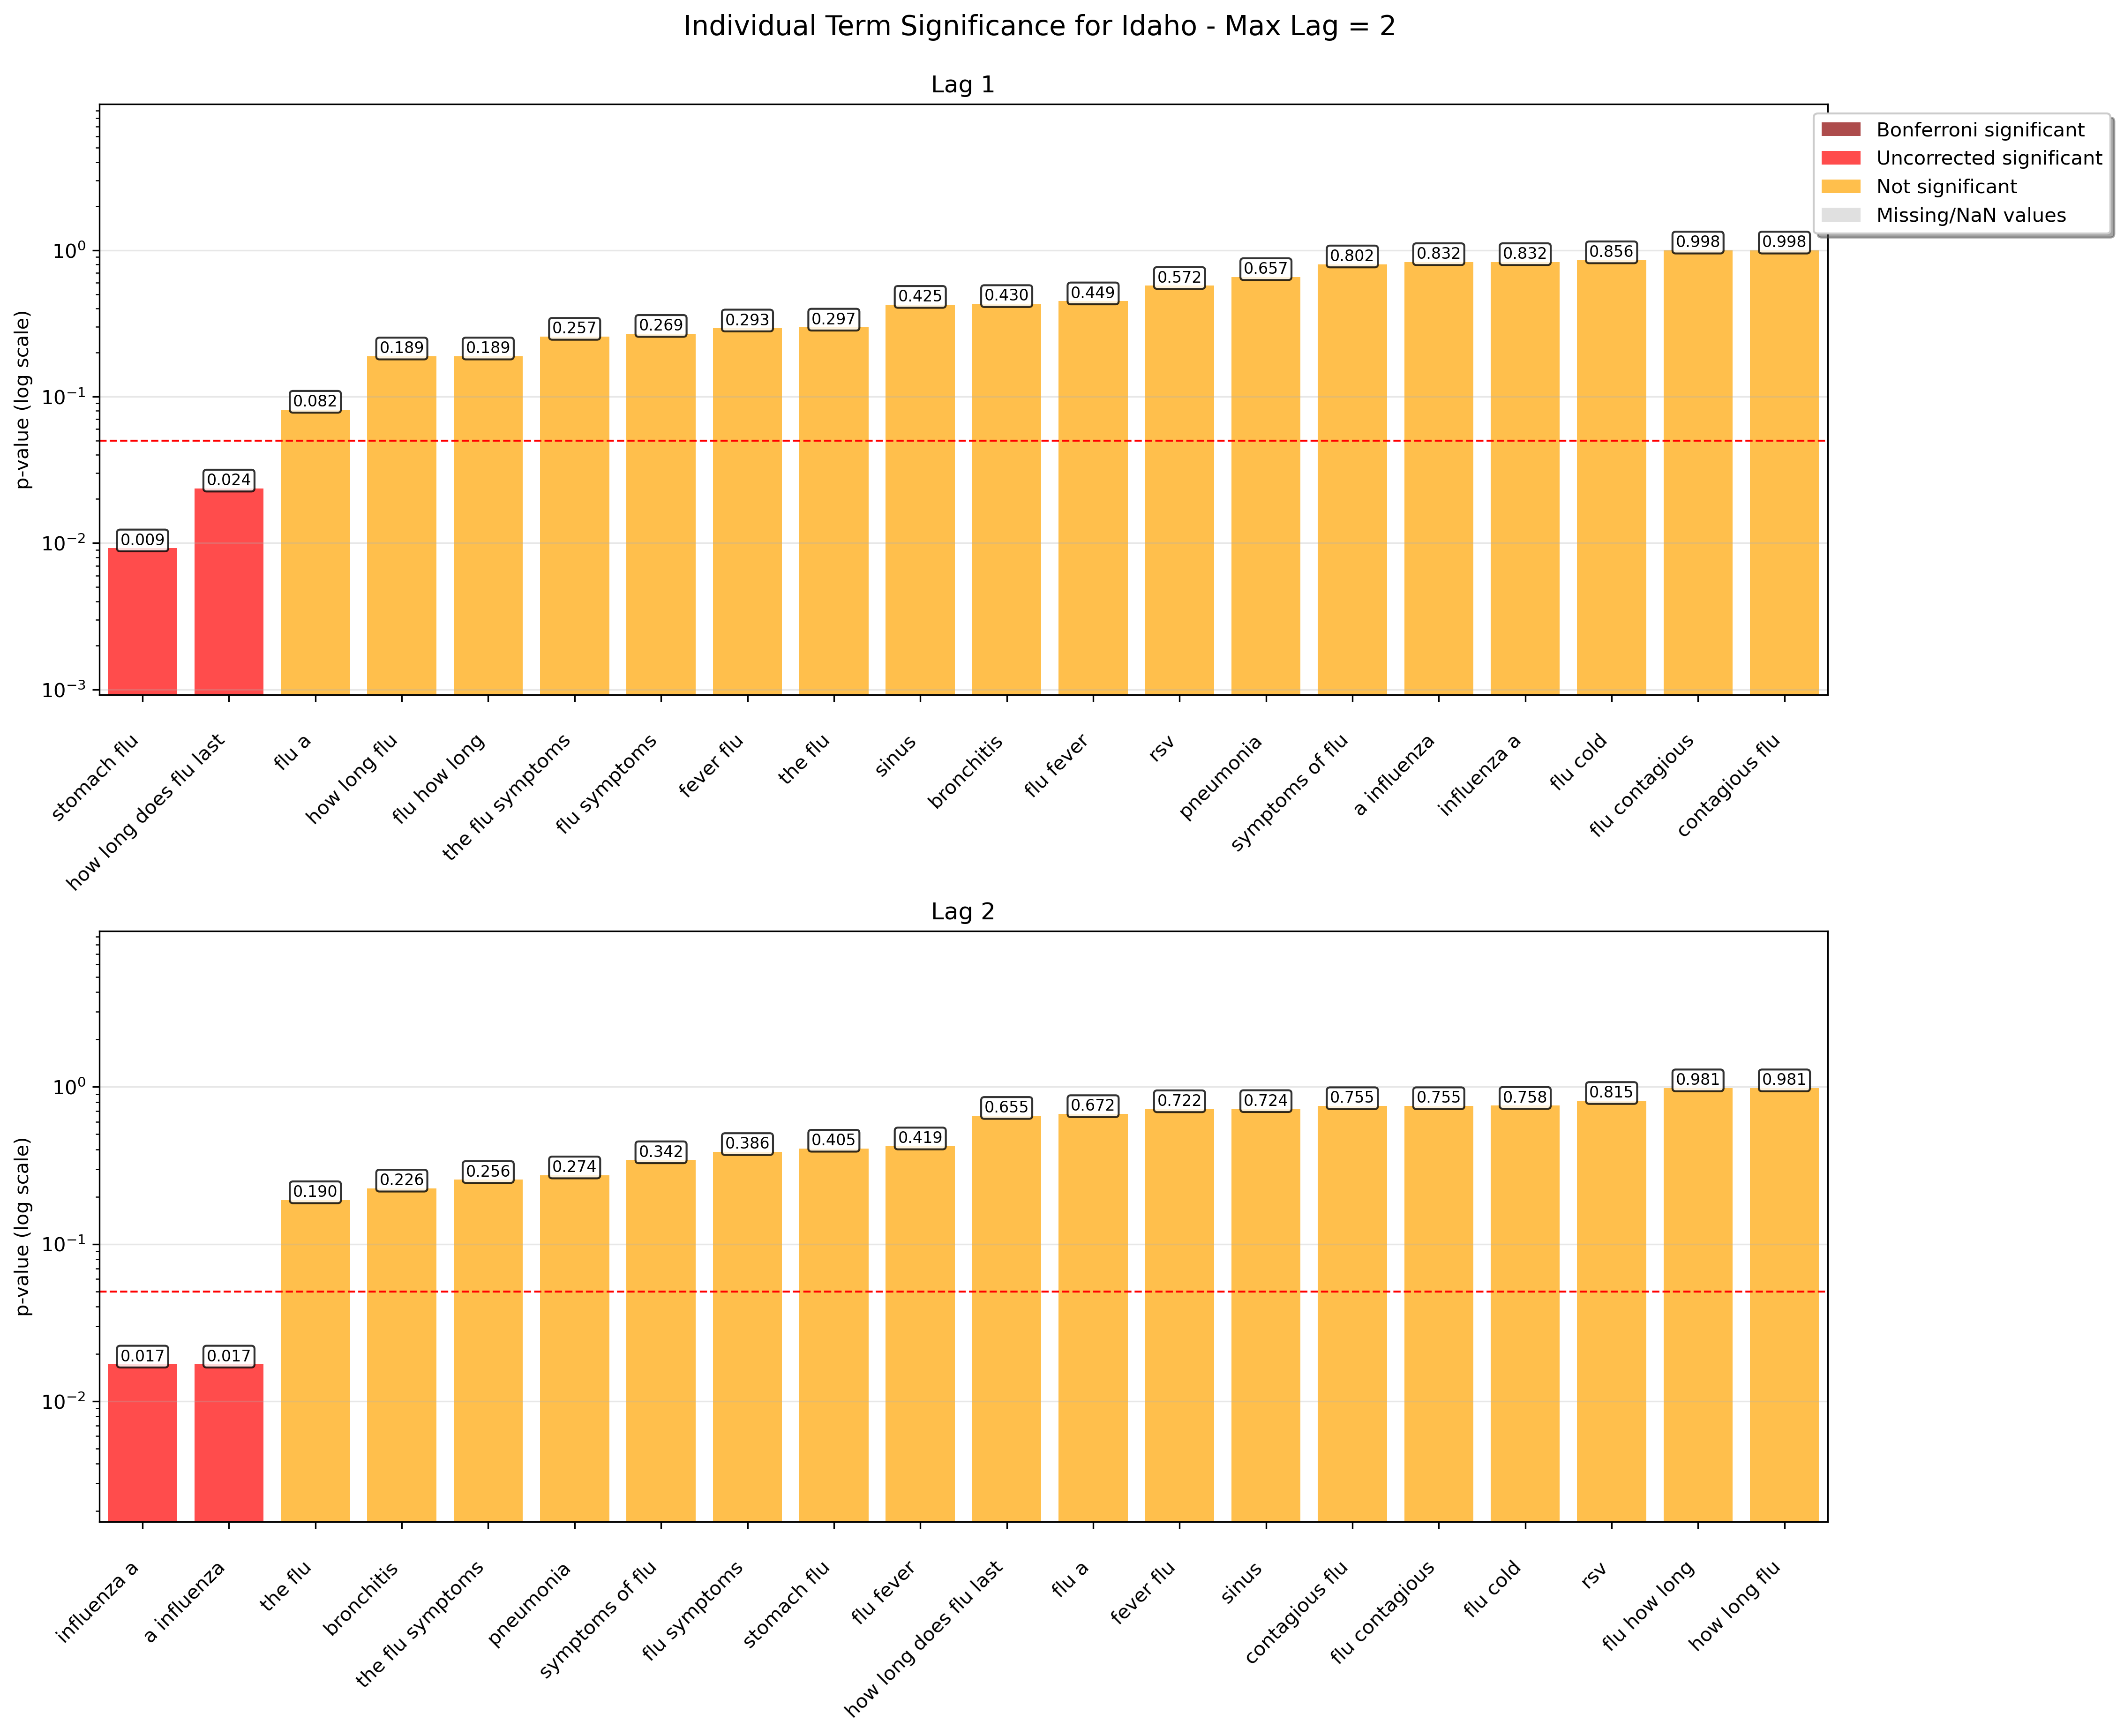 Individual Term Significance for Idaho - Max Lag = 2
Lag 1
Bonferroni significant
Uncorrected significant
Not significant
Missing/NaN values
p-value (log scale)
10⁰
10⁻¹
10⁻²
10⁻³
0.009
0.024
0.082
0.189
0.189
0.257
0.269
0.293
0.297
0.425
0.430
0.449
0.572
0.657
0.802
0.832
0.832
0.856
0.998
0.998
stomach flu
how long does flu last
flu a
how long flu
flu how long
the flu symptoms
flu symptoms
fever flu
the flu
sinus
bronchitis
flu fever
rsv
pneumonia
symptoms of flu
a influenza
influenza a
flu cold
flu contagious
contagious flu
Lag 2
p-value (log scale)
10⁰
10⁻¹
10⁻²
0.017
0.017
0.190
0.226
0.256
0.274
0.342
0.386
0.405
0.419
0.655
0.672
0.722
0.724
0.755
0.755
0.758
0.815
0.981
0.981
influenza a
a influenza
the flu
bronchitis
the flu symptoms
pneumonia
symptoms of flu
flu symptoms
stomach flu
flu fever
how long does flu last
flu a
fever flu
sinus
contagious flu
flu contagious
flu cold
rsv
flu how long
how long flu